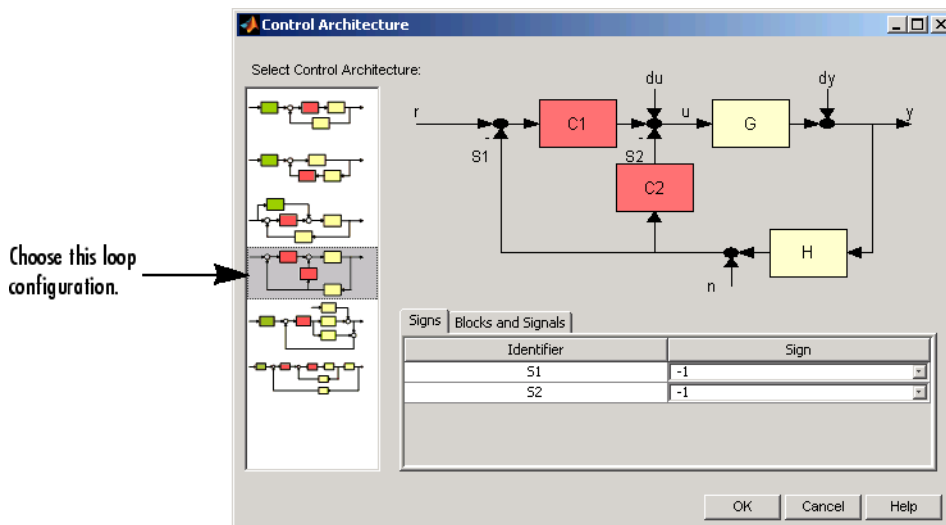 Control Architecture
Select Control Architecture:
Choose this loop
configuration.
du
dy
r
C1
u
G
y
-
S1
-
S2
C2
H
n
Signs
Blocks and Signals
Identifier
Sign
S1
-1
S2
-1
OK
Cancel
Help